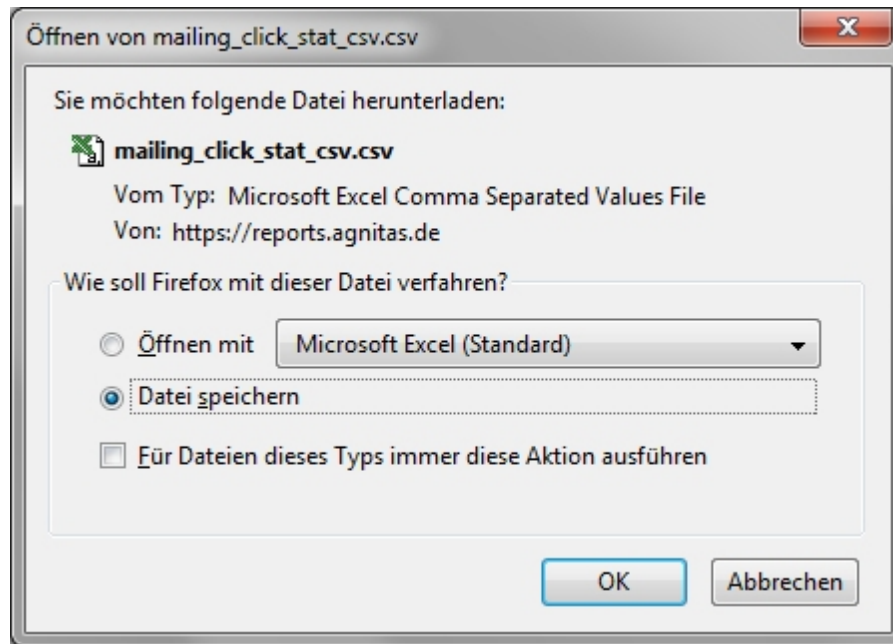 Öffnen von mailing_click_stat_csv.csv
Sie möchten folgende Datei herunterladen:
mailing_click_stat_csv.csv
Vom Typ: Microsoft Excel Comma Separated Values File
Von: https://reports.agnitas.de
Wie soll Firefox mit dieser Datei verfahren?
Öffnen mit Microsoft Excel (Standard)
Datei speichern
Für Dateien dieses Typs immer diese Aktion ausführen
OK Abbrechen